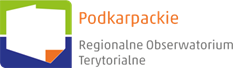 Podkarpackie
Regionalne Obserwatorium
Terytorialne